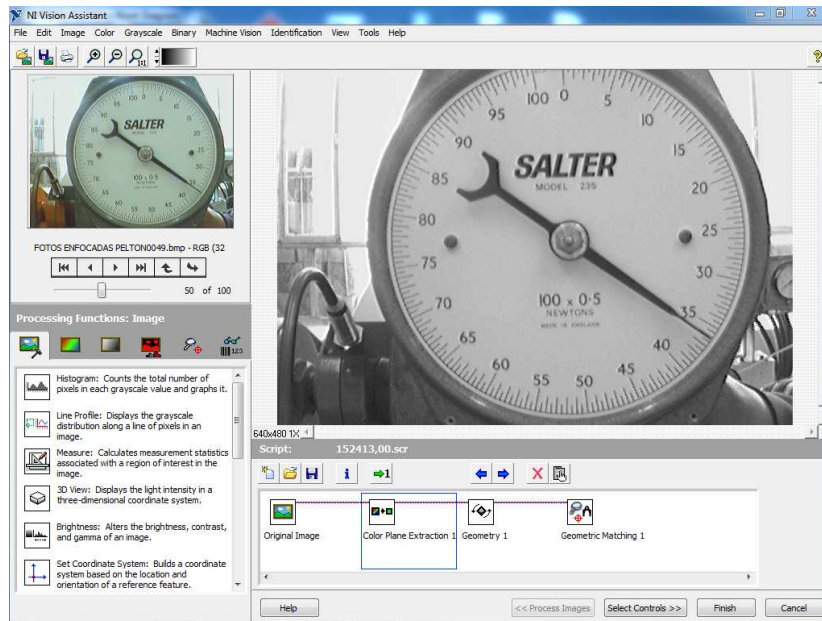 NI Vision Assistant
File Edit Image Color Grayscale Binary Machine Vision Identification View Tools Help
FOTOS ENFOCADAS PELTON0049.bmp - RGB (32
50 of 100
Processing Functions: Image
Histogram: Counts the total number of
pixels in each grayscale value and graphs it.
Line Profile: Displays the grayscale
distribution along a line of pixels in an
image.
Measure: Calculates measurement statistics
associated with a region of interest in the
image.
3D View: Displays the light intensity in a
three-dimensional coordinate system.
Brightness: Alters the brightness, contrast,
and gamma of an image.
Set Coordinate System: Builds a coordinate
system based on the location and
orientation of a reference feature.
100 0 5
95 10
90 15
85 20
80 25
75 30
70 35
65 40
60 45
55 50
SALTER
MODEL 235
100 x 0·5
NEWTONS
MADE IN ENGLAND
640x480 1X
Script: 152413,00.scr
Original Image Color Plane Extraction 1 Geometry 1 Geometric Matching 1
Help << Process Images Select Controls >> Finish Cancel